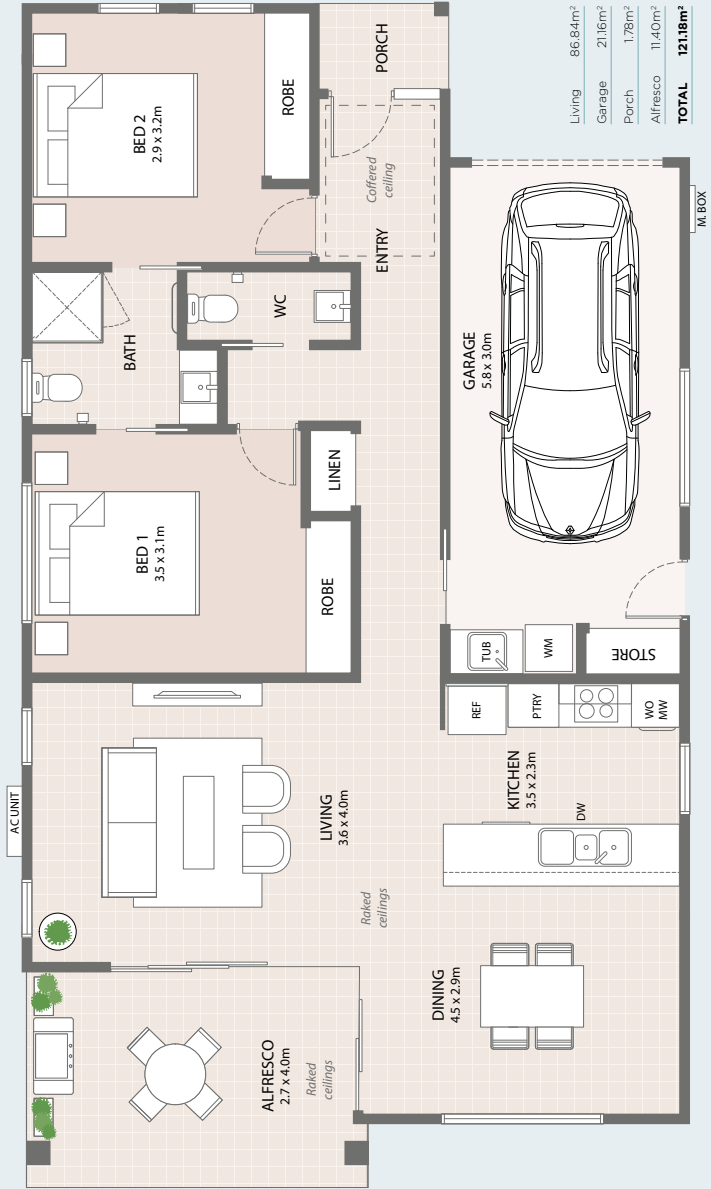 BED 2
2.9 x 3.2m
ROBE
PORCH
Coffered
ceiling
ENTRY
WC
BATH
LINEN
BED 1
3.5 x 3.1m
ROBE
GARAGE
5.8 x 3.0m
M. BOX
TUB
WM
STORE
REF
PTRY
WO
MW
KITCHEN
3.5 x 2.3m
DW
AC UNIT
LIVING
3.6 x 4.0m
Raked
ceilings
DINING
4.5 x 2.9m
ALFRESCO
2.7 x 4.0m
Raked
ceilings
Living 86.84m²
Garage 21.16m²
Porch 1.78m²
Alfresco 11.40m²
TOTAL 121.18m²